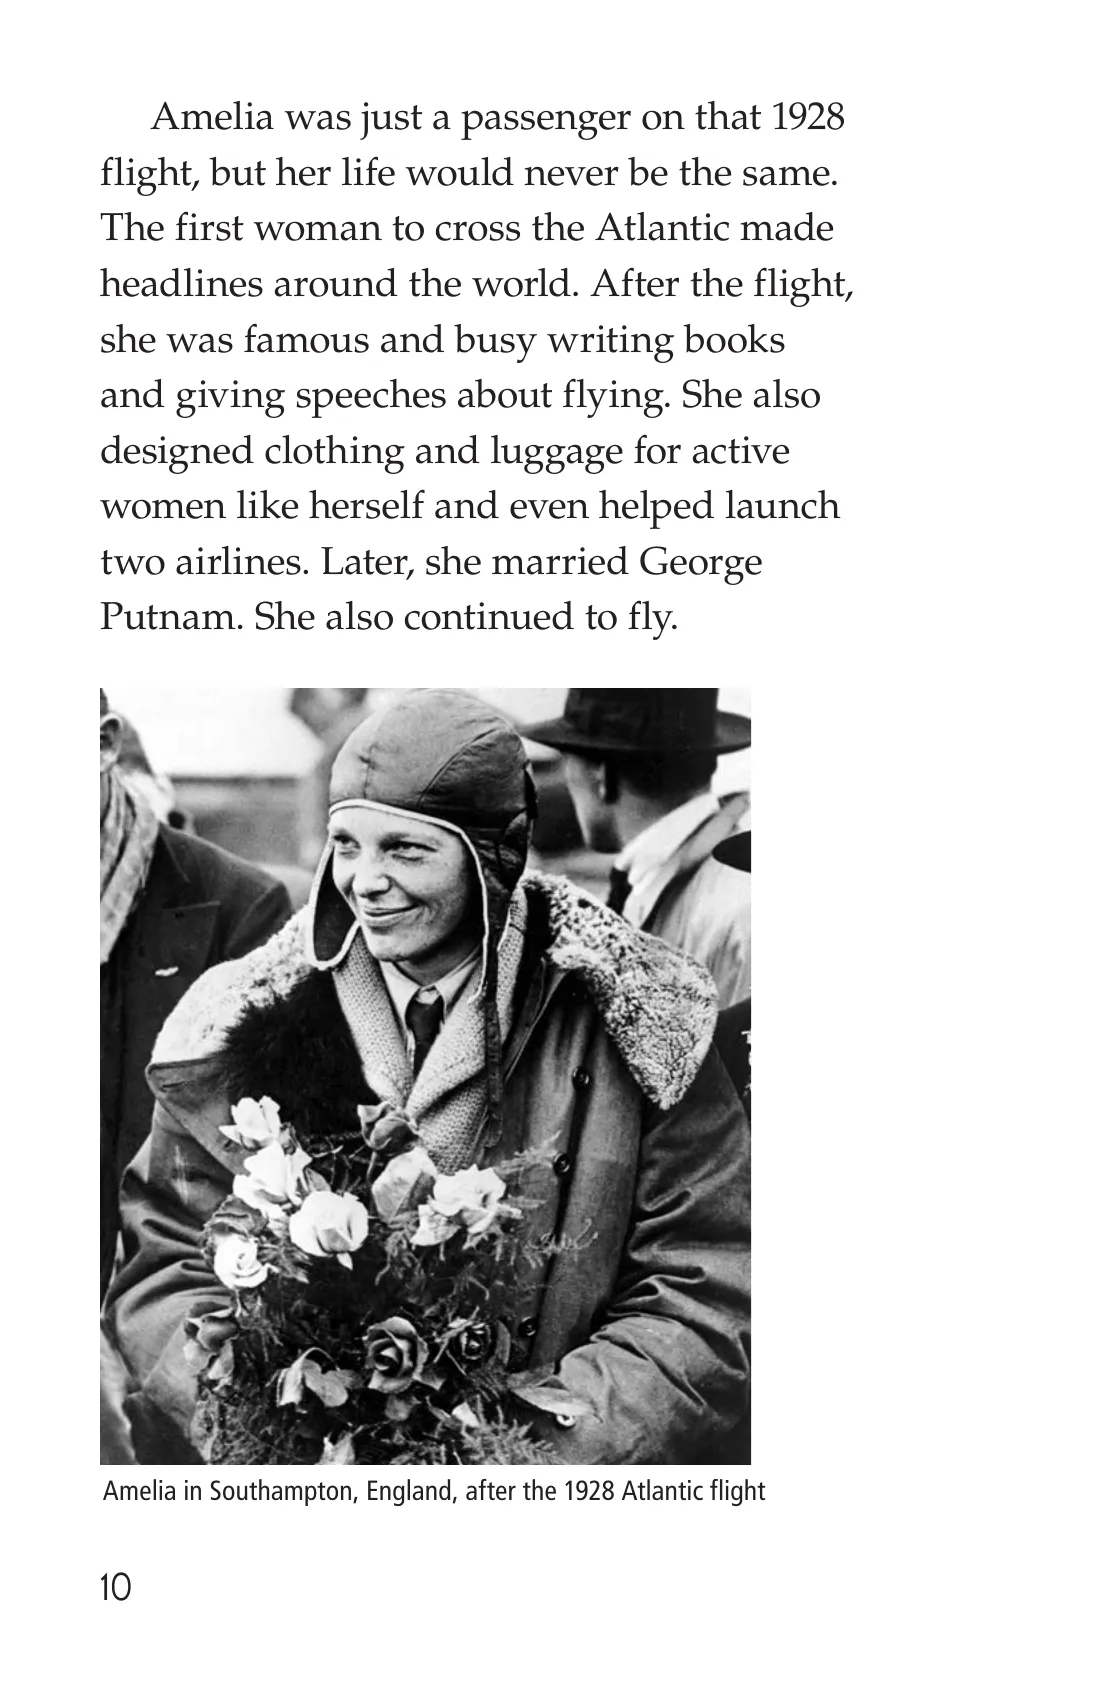 Amelia was just a passenger on that 1928
flight, but her life would never be the same.
The first woman to cross the Atlantic made
headlines around the world. After the flight,
she was famous and busy writing books
and giving speeches about flying. She also
designed clothing and luggage for active
women like herself and even helped launch
two airlines. Later, she married George
Putnam. She also continued to fly.
Amelia in Southampton, England, after the 1928 Atlantic flight
10